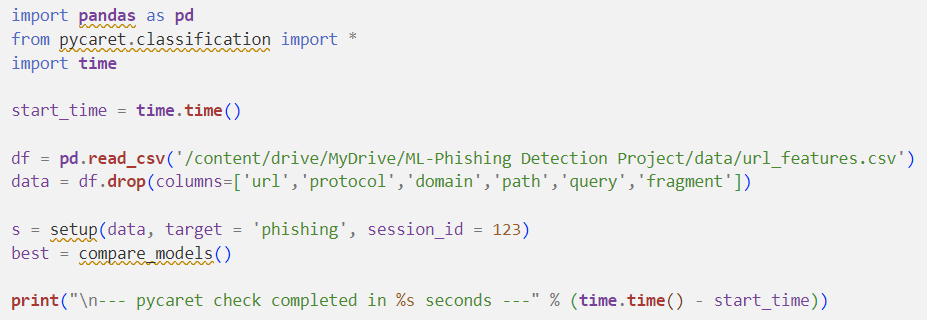 import pandas as pd
from pycaret.classification import *
import time
start_time = time.time()
df = pd.read_csv('/content/drive/MyDrive/ML-Phishing Detection Project/data/url_features.csv')
data = df.drop(columns=['url','protocol','domain','path','query','fragment'])
s = setup(data, target = 'phishing', session_id = 123)
best = compare_models()
print("\n--- pycaret check completed in %s seconds ---" % (time.time() - start_time))